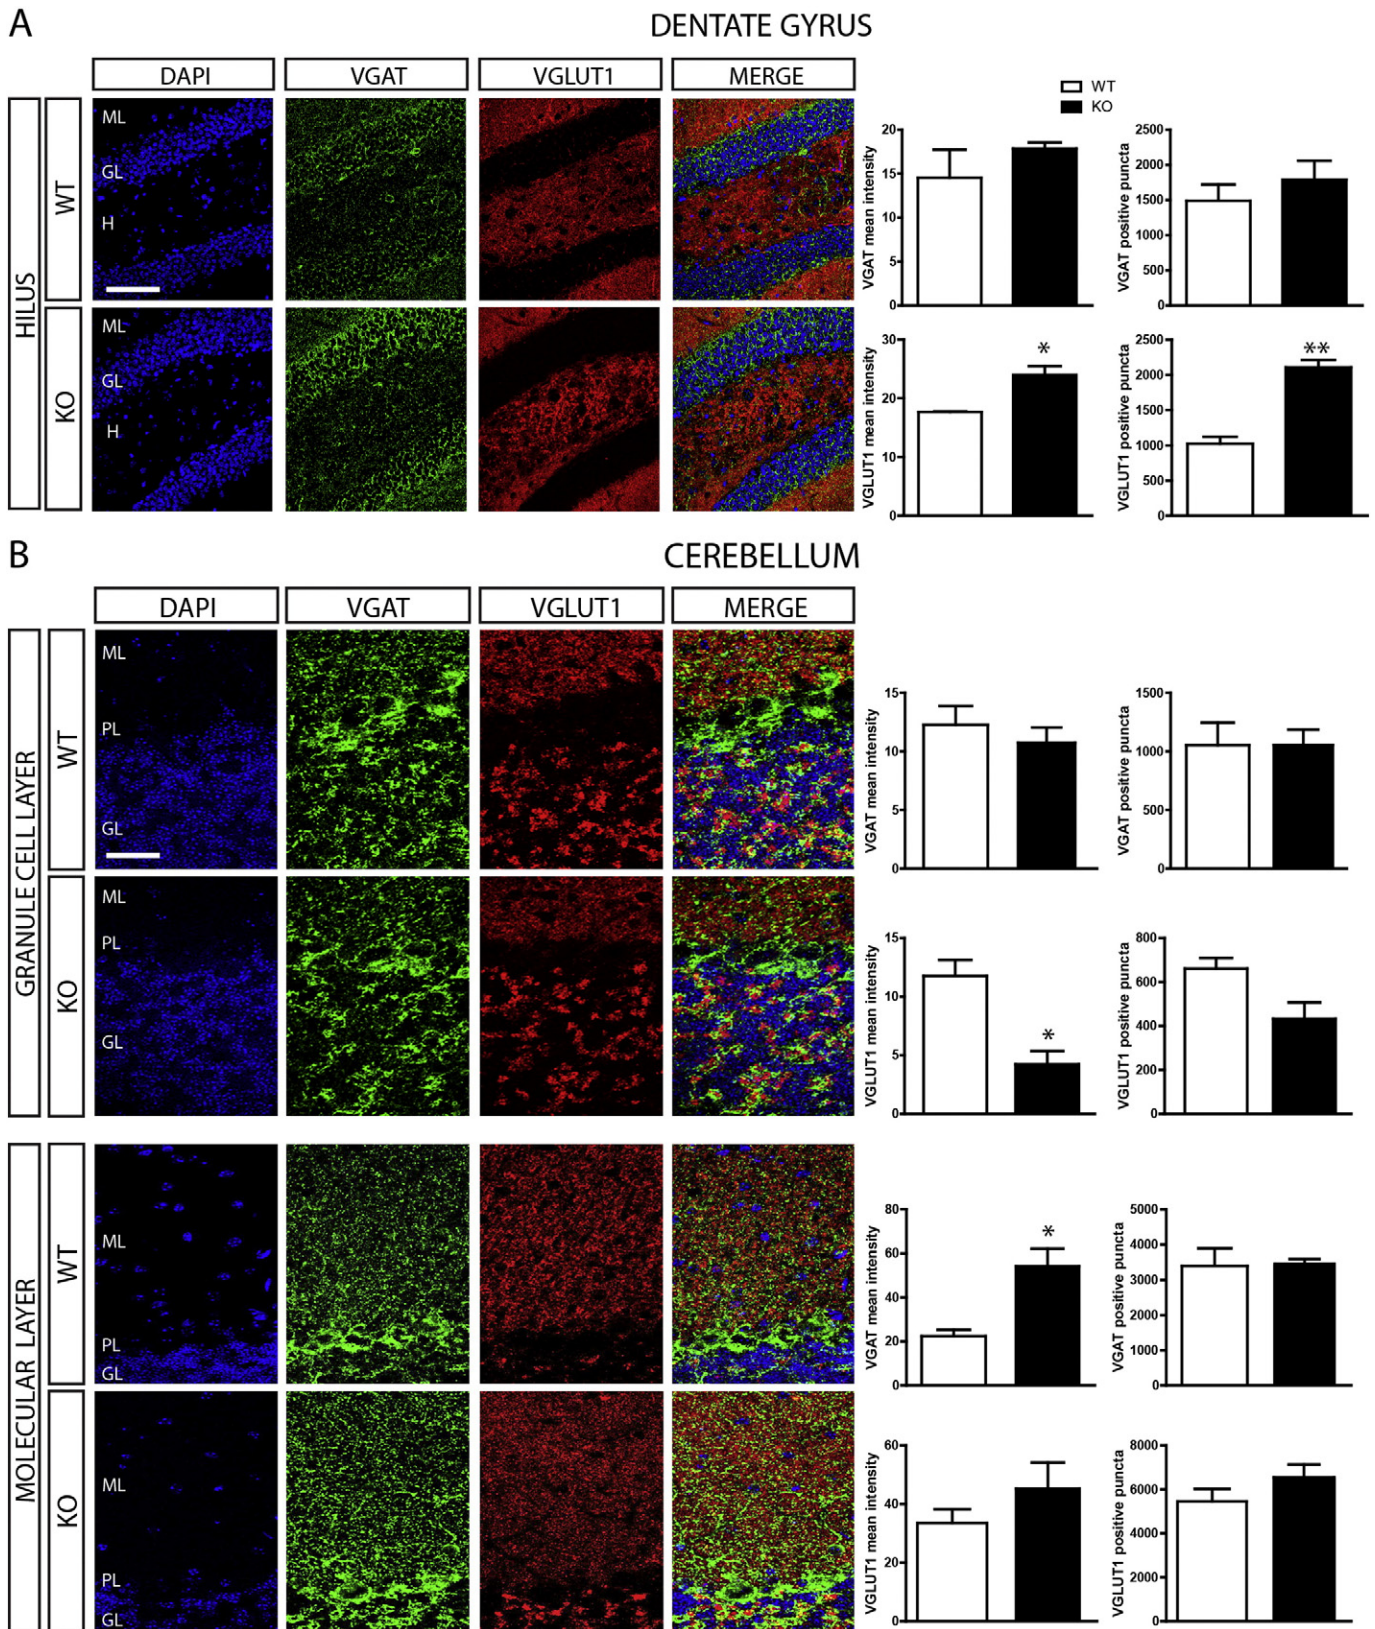 A
DENTATE GYRUS
DAPI
VGAT
VGLUT1
MERGE
HILUS
WT
ML
GL
H
KO
ML
GL
H
WT
KO
VGAT mean intensity
20
15
10
5
0
VGAT positive puncta
2500
2000
1500
1000
500
0
VGLUT1 mean intensity
30
20
10
0
*
VGLUT1 positive puncta
2500
2000
1500
1000
500
0
**
B
CEREBELLUM
DAPI
VGAT
VGLUT1
MERGE
GRANULE CELL LAYER
WT
ML
PL
GL
KO
ML
PL
GL
VGAT mean intensity
15
10
5
0
VGAT positive puncta
1500
1000
500
0
VGLUT1 mean intensity
15
10
5
0
*
VGLUT1 positive puncta
800
600
400
200
0
MOLECULAR LAYER
WT
ML
PL
GL
KO
ML
PL
GL
VGAT mean intensity
80
60
40
20
0
*
VGAT positive puncta
5000
4000
3000
2000
1000
0
VGLUT1 mean intensity
60
40
20
0
VGLUT1 positive puncta
8000
6000
4000
2000
0